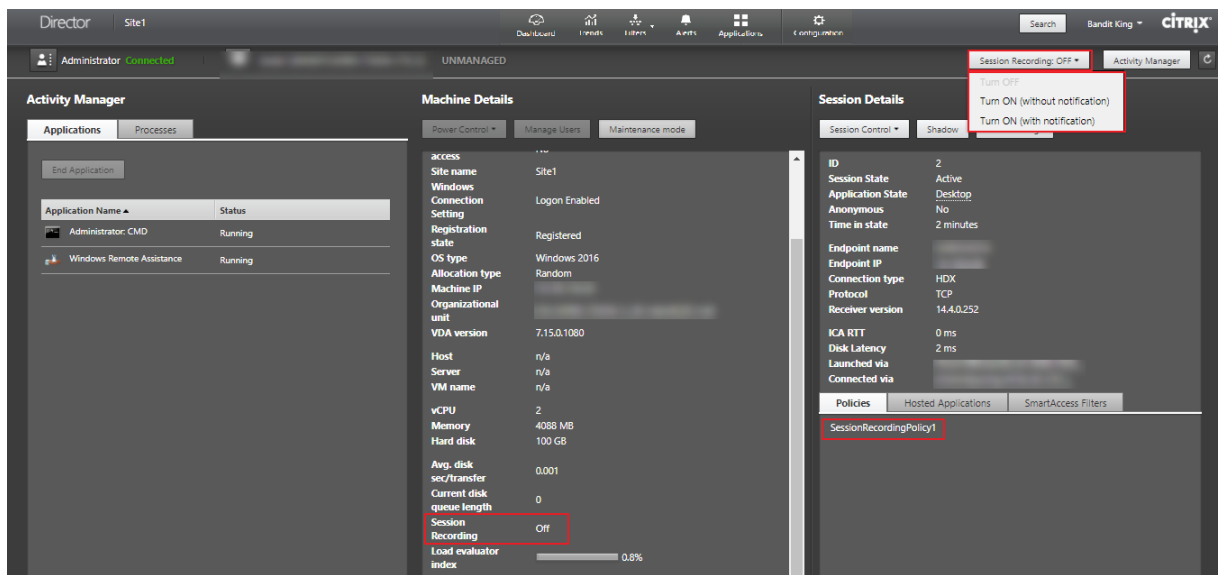 Director Site1 Dashboard Trends Filters Alerts Applications Configuration Search Bandit King CITRIX
Administrator Connected UNMANAGED Session Recording: OFF Activity Manager
Turn OFF
Turn ON (without notification)
Turn ON (with notification)
Activity Manager
Applications Processes
End Application
Application Name Status
Administrator: CMD Running
Windows Remote Assistance Running
Machine Details
Power Control Manage Users Maintenance mode
access No
Site name Site1
Windows
Connection Logon Enabled
Setting
Registration
state Registered
OS type Windows 2016
Allocation type Random
Machine IP
Organizational
unit
VDA version 7.15.0.1080
Host n/a
Server n/a
VM name n/a
vCPU 2
Memory 4088 MB
Hard disk 100 GB
Avg. disk
sec/transfer 0.001
Current disk
queue length 0
Session
Recording Off
Load evaluator
index 0.8%
Session Details
Session Control Shadow
ID 2
Session State Active
Application State Desktop
Anonymous No
Time in state 2 minutes
Endpoint name
Endpoint IP
Connection type HDX
Protocol TCP
Receiver version 14.4.0.252
ICA RTT 0 ms
Disk Latency 2 ms
Launched via
Connected via
Policies Hosted Applications SmartAccess Filters
SessionRecordingPolicy1